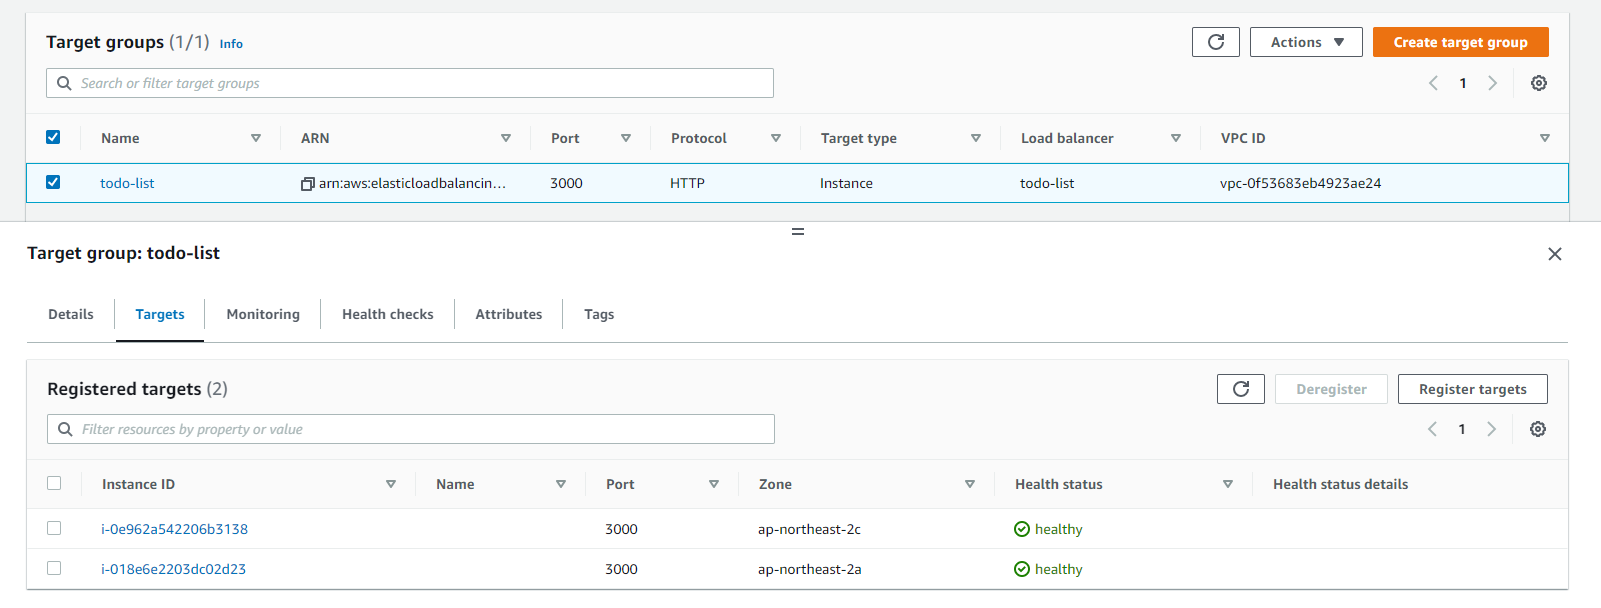 Target groups (1/1) Info
Actions
Create target group
Search or filter target groups
1
Name ARN Port Protocol Target type Load balancer VPC ID
todo-list arn:aws:elasticloadbalancin… 3000 HTTP Instance todo-list vpc-0f53683eb4923ae24
Target group: todo-list
Details Targets Monitoring Health checks Attributes Tags
Registered targets (2)
Deregister
Register targets
Filter resources by property or value
1
Instance ID Name Port Zone Health status Health status details
i-0e962a542206b3138 3000 ap-northeast-2c healthy
i-018e6e2203dc02d23 3000 ap-northeast-2a healthy